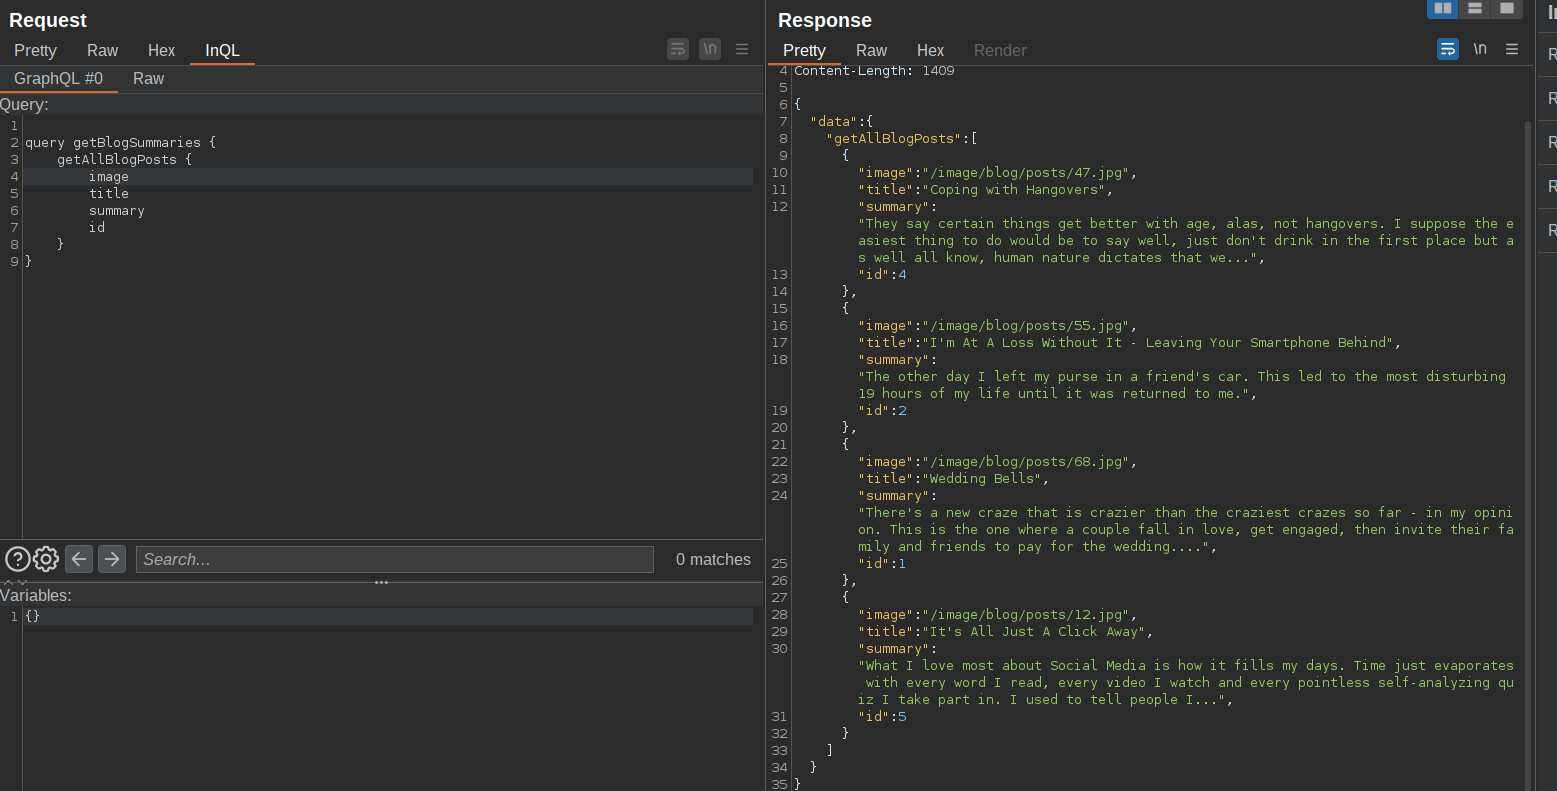 Request
Pretty Raw Hex InQL \n
GraphQL #0 Raw
Query:
1
2 query getBlogSummaries {
3     getAllBlogPosts {
4         image
5         title
6         summary
7         id
8     }
9 }
? Search... 0 matches
Variables:
1 {}
Response
Pretty Raw Hex Render \n
4 Content-Length: 1409
5
6 {
7   "data":{
8     "getAllBlogPosts":[
9       {
10         "image":"/image/blog/posts/47.jpg",
11         "title":"Coping with Hangovers",
12         "summary":
"They say certain things get better with age, alas, not hangovers. I suppose the e
asiest thing to do would be to say well, just don't drink in the first place but a
s well all know, human nature dictates that we...",
13         "id":4
14       },
15       {
16         "image":"/image/blog/posts/55.jpg",
17         "title":"I'm At A Loss Without It - Leaving Your Smartphone Behind",
18         "summary":
"The other day I left my purse in a friend's car. This led to the most disturbing
19 hours of my life until it was returned to me.",
19         "id":2
20       },
21       {
22         "image":"/image/blog/posts/68.jpg",
23         "title":"Wedding Bells",
24         "summary":
"There's a new craze that is crazier than the craziest crazes so far - in my opini
on. This is the one where a couple fall in love, get engaged, then invite their fa
mily and friends to pay for the wedding....",
25         "id":1
26       },
27       {
28         "image":"/image/blog/posts/12.jpg",
29         "title":"It's All Just A Click Away",
30         "summary":
"What I love most about Social Media is how it fills my days. Time just evaporates
 with every word I read, every video I watch and every pointless self-analyzing qu
iz I take part in. I used to tell people I...",
31         "id":5
32       }
33     ]
34   }
35 }